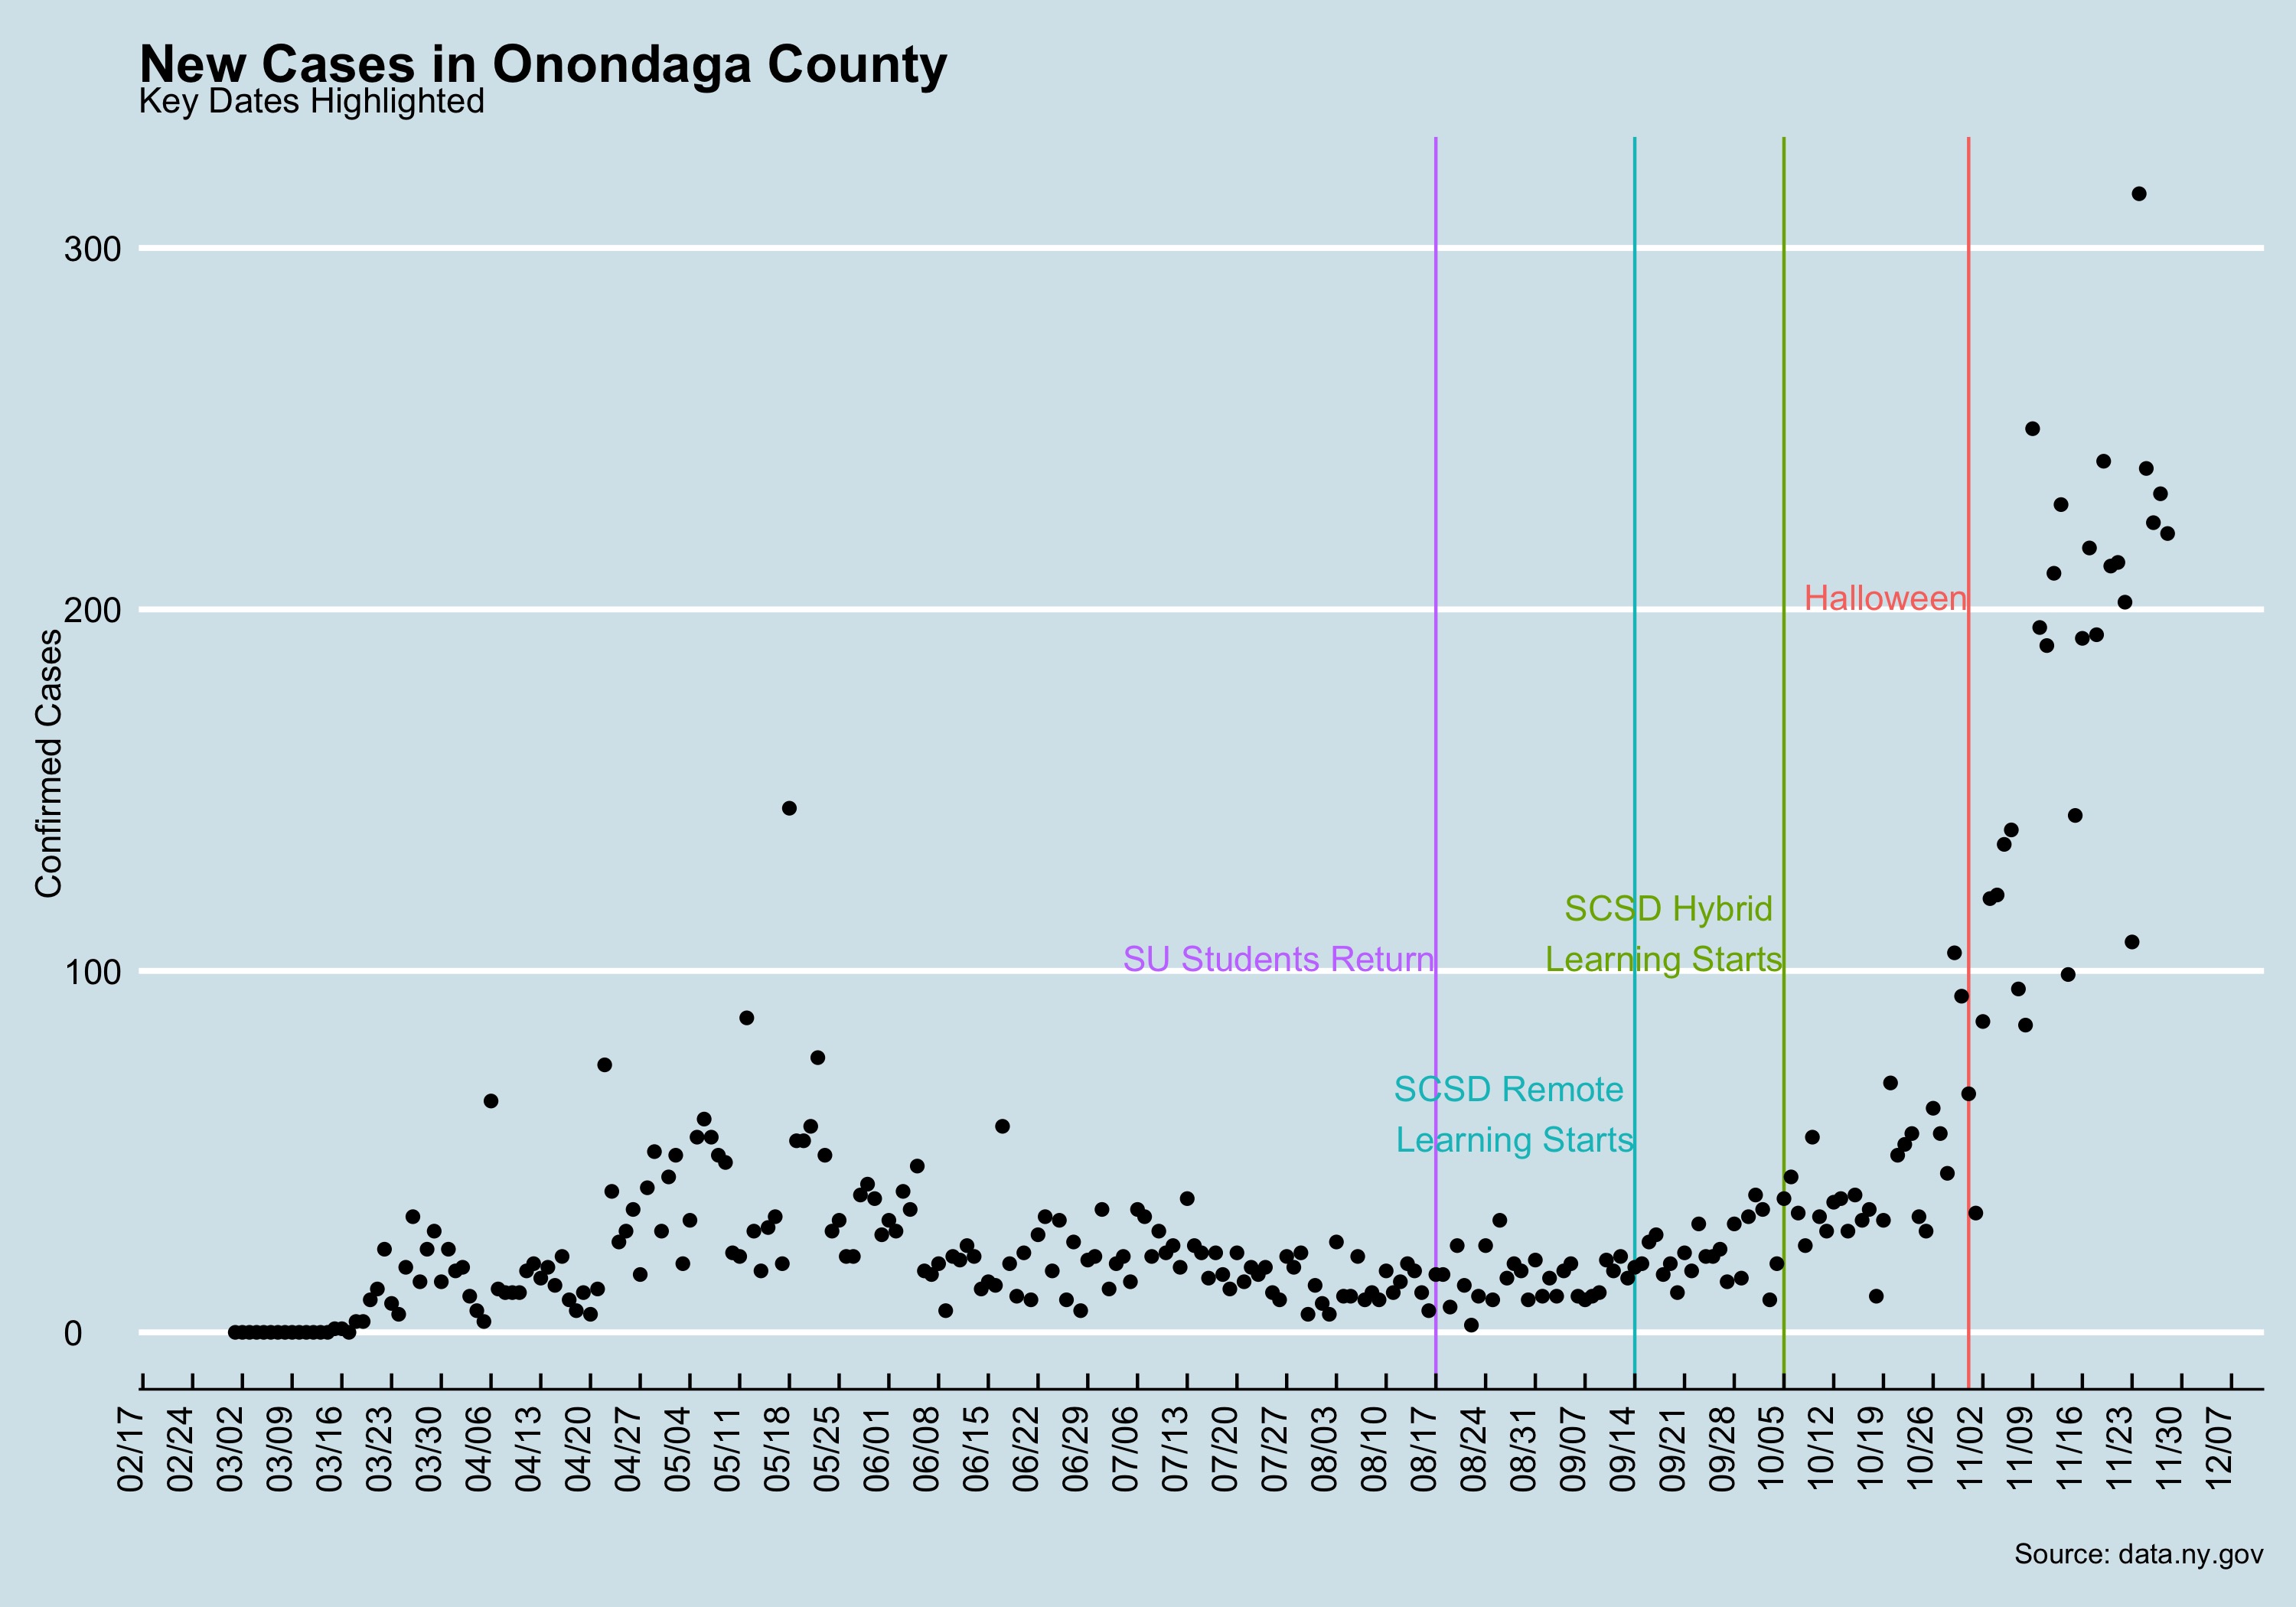 New Cases in Onondaga County
Key Dates Highlighted
Confirmed Cases
300
200
100
0
Halloween
SCSD Hybrid
Learning Starts
SU Students Return
SCSD Remote
Learning Starts
02/17 02/24 03/02 03/09 03/16 03/23 03/30 04/06 04/13 04/20 04/27 05/04 05/11 05/18 05/25 06/01 06/08 06/15 06/22 06/29 07/06 07/13 07/20 07/27 08/03 08/10 08/17 08/24 08/31 09/07 09/14 09/21 09/28 10/05 10/12 10/19 10/26 11/02 11/09 11/16 11/23 11/30 12/07
Source: data.ny.gov